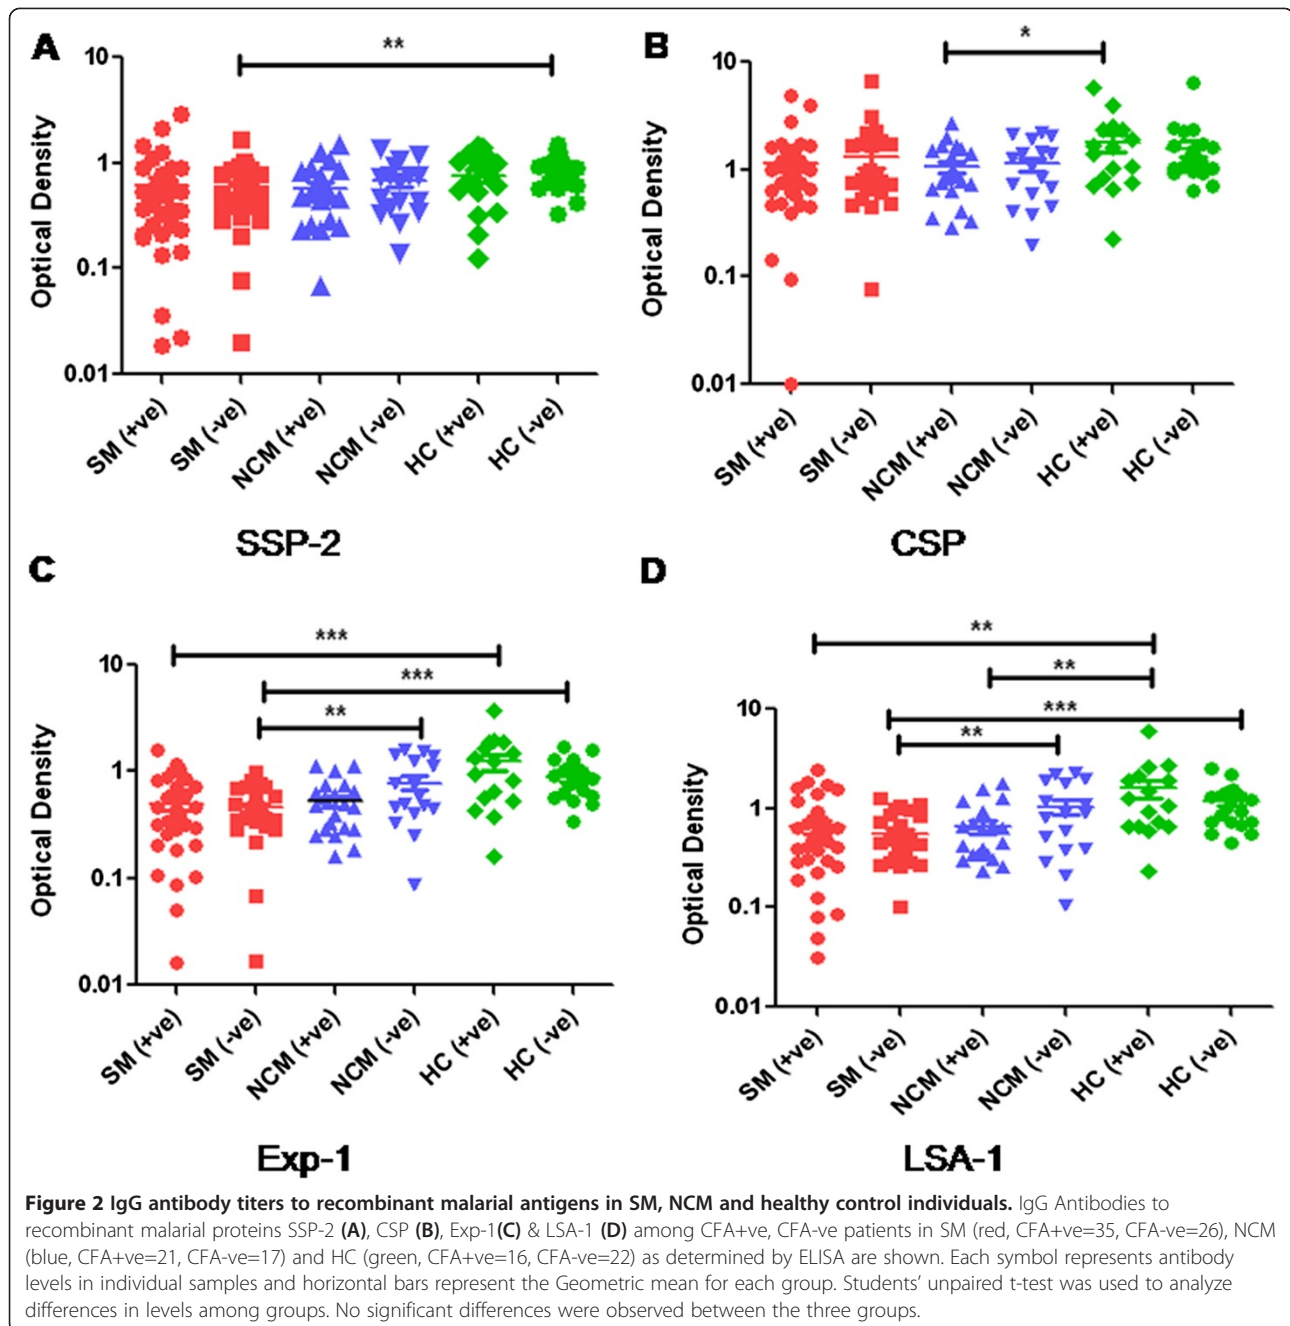 A
**
10
1
0.1
0.01
Optical Density
SM (+ve)
SM (-ve)
NCM (+ve)
NCM (-ve)
HC (+ve)
HC (-ve)
SSP-2
B
*
10
1
0.1
0.01
Optical Density
SM (+ve)
SM (-ve)
NCM (+ve)
NCM (-ve)
HC (+ve)
HC (-ve)
CSP
C
***
***
**
10
1
0.1
0.01
Optical Density
SM (+ve)
SM (-ve)
NCM (+ve)
NCM (-ve)
HC (+ve)
HC (-ve)
Exp-1
D
**
**
***
**
10
1
0.1
0.01
Optical Density
SM (+ve)
SM (-ve)
NCM (+ve)
NCM (-ve)
HC (+ve)
HC (-ve)
LSA-1
Figure 2 IgG antibody titers to recombinant malarial antigens in SM, NCM and healthy control individuals. IgG Antibodies to
recombinant malarial proteins SSP-2 (A), CSP (B), Exp-1(C) & LSA-1 (D) among CFA+ve, CFA-ve patients in SM (red, CFA+ve=35, CFA-ve=26), NCM
(blue, CFA+ve=21, CFA-ve=17) and HC (green, CFA+ve=16, CFA-ve=22) as determined by ELISA are shown. Each symbol represents antibody
levels in individual samples and horizontal bars represent the Geometric mean for each group. Students' unpaired t-test was used to analyze
differences in levels among groups. No significant differences were observed between the three groups.